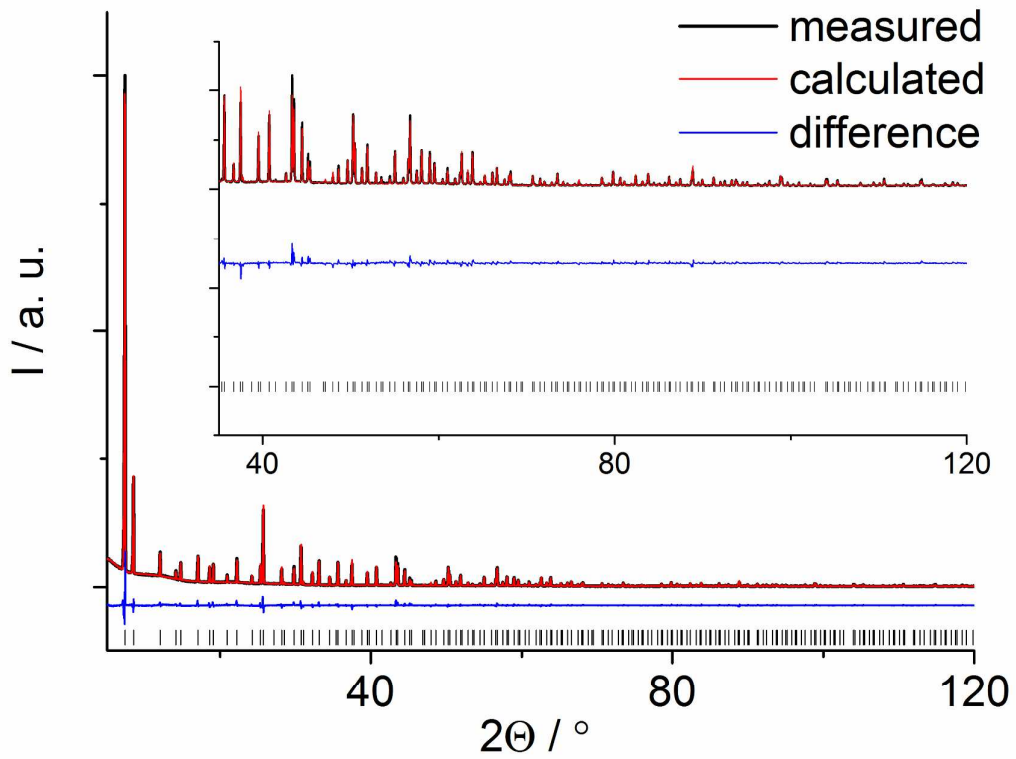 measured
calculated
difference
I / a. u.
40
80
120
40
80
120
2Θ / °